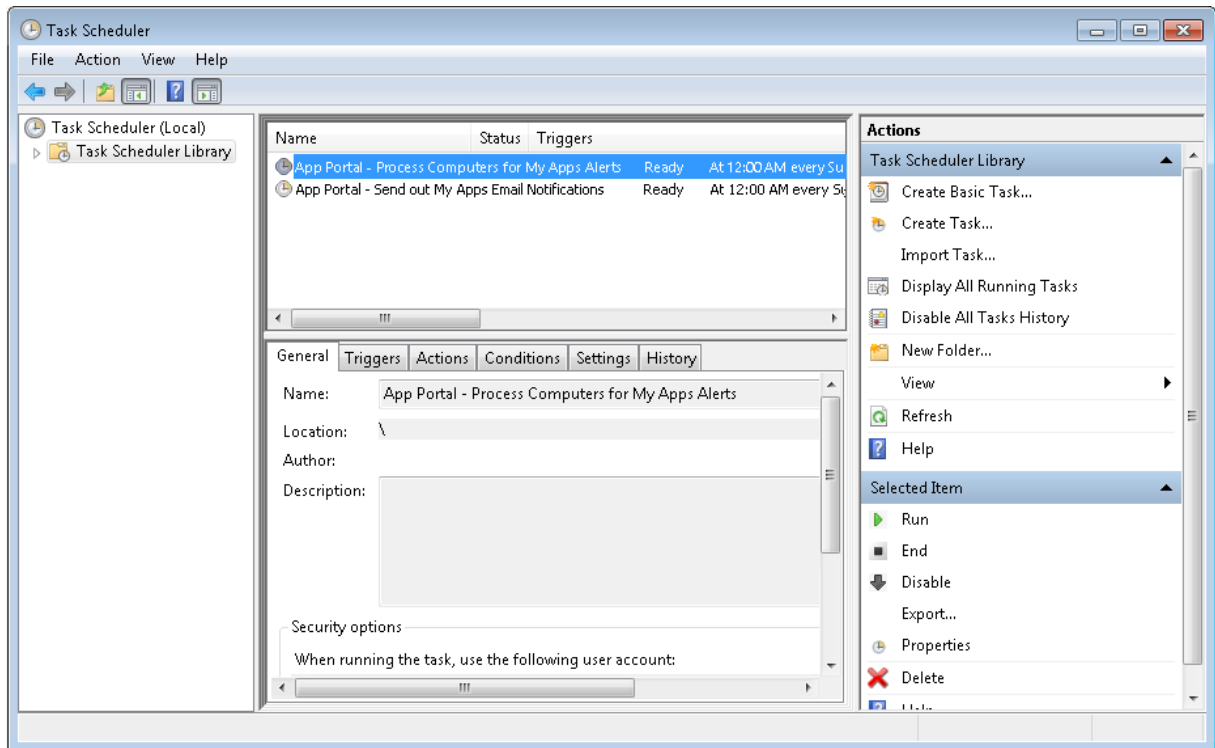 Task Scheduler
File Action View Help
Task Scheduler (Local)
Task Scheduler Library
Name Status Triggers
App Portal - Process Computers for My Apps Alerts Ready At 12:00 AM every Su
App Portal - Send out My Apps Email Notifications Ready At 12:00 AM every Su
General Triggers Actions Conditions Settings History
Name: App Portal - Process Computers for My Apps Alerts
Location: \
Author:
Description:
Security options
When running the task, use the following user account:
Actions
Task Scheduler Library
Create Basic Task...
Create Task...
Import Task...
Display All Running Tasks
Disable All Tasks History
New Folder...
View
Refresh
Help
Selected Item
Run
End
Disable
Export...
Properties
Delete